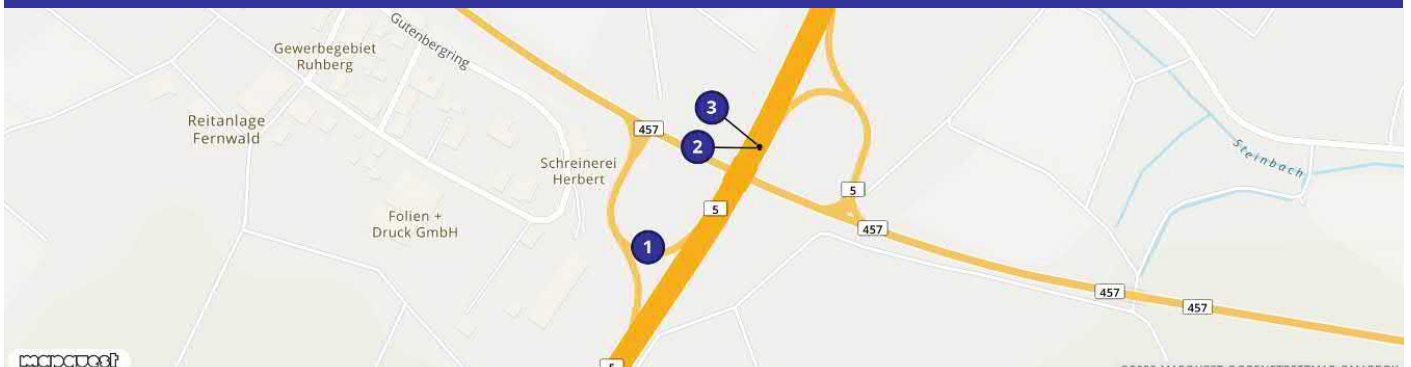 Gutenbergring
Gewerbegebiet
Ruhberg
Reitanlage
Fernwald
3
457
2
Schreinerei
Herbert
Steinbach
5
5
Folien +
Druck GmbH
457
1
457
457
mapquest
5